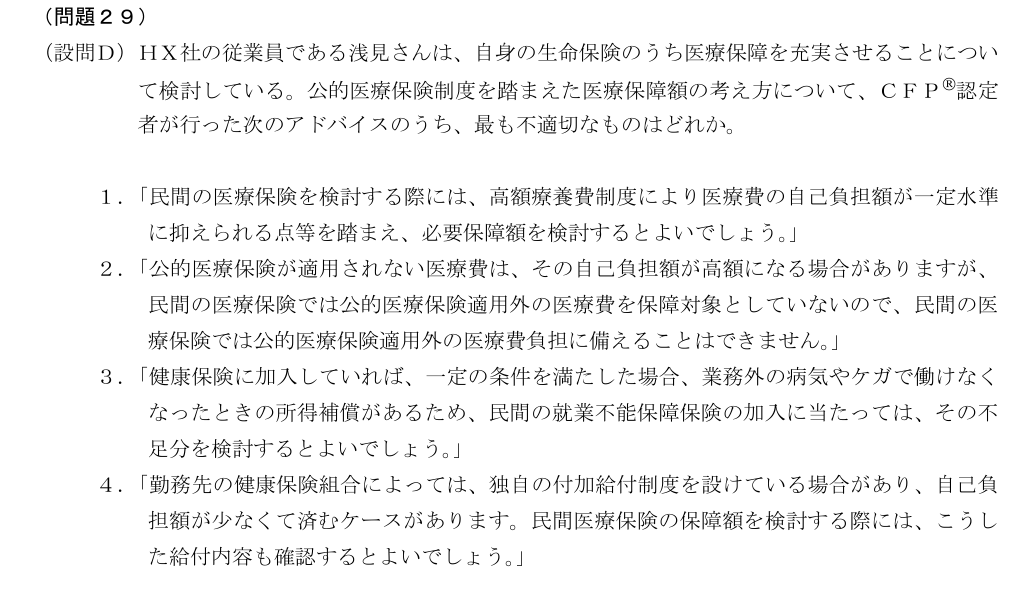 （問題２９）
（設問Ｄ）ＨＸ社の従業員である浅見さんは、自身の生命保険のうち医療保障を充実させることについ
て検討している。公的医療保険制度を踏まえた医療保障額の考え方について、ＣＦＰ®認定
者が行った次のアドバイスのうち、最も不適切なものはどれか。
１．「民間の医療保険を検討する際には、高額療養費制度により医療費の自己負担額が一定水準
に抑えられる点等を踏まえ、必要保障額を検討するとよいでしょう。」
２．「公的医療保険が適用されない医療費は、その自己負担額が高額になる場合がありますが、
民間の医療保険では公的医療保険適用外の医療費を保障対象としていないので、民間の医
療保険では公的医療保険適用外の医療費負担に備えることはできません。」
３．「健康保険に加入していれば、一定の条件を満たした場合、業務外の病気やケガで働けなく
なったときの所得補償があるため、民間の就業不能保障保険の加入に当たっては、その不
足分を検討するとよいでしょう。」
４．「勤務先の健康保険組合によっては、独自の付加給付制度を設けている場合があり、自己負
担額が少なくて済むケースがあります。民間医療保険の保障額を検討する際には、こうし
た給付内容も確認するとよいでしょう。」